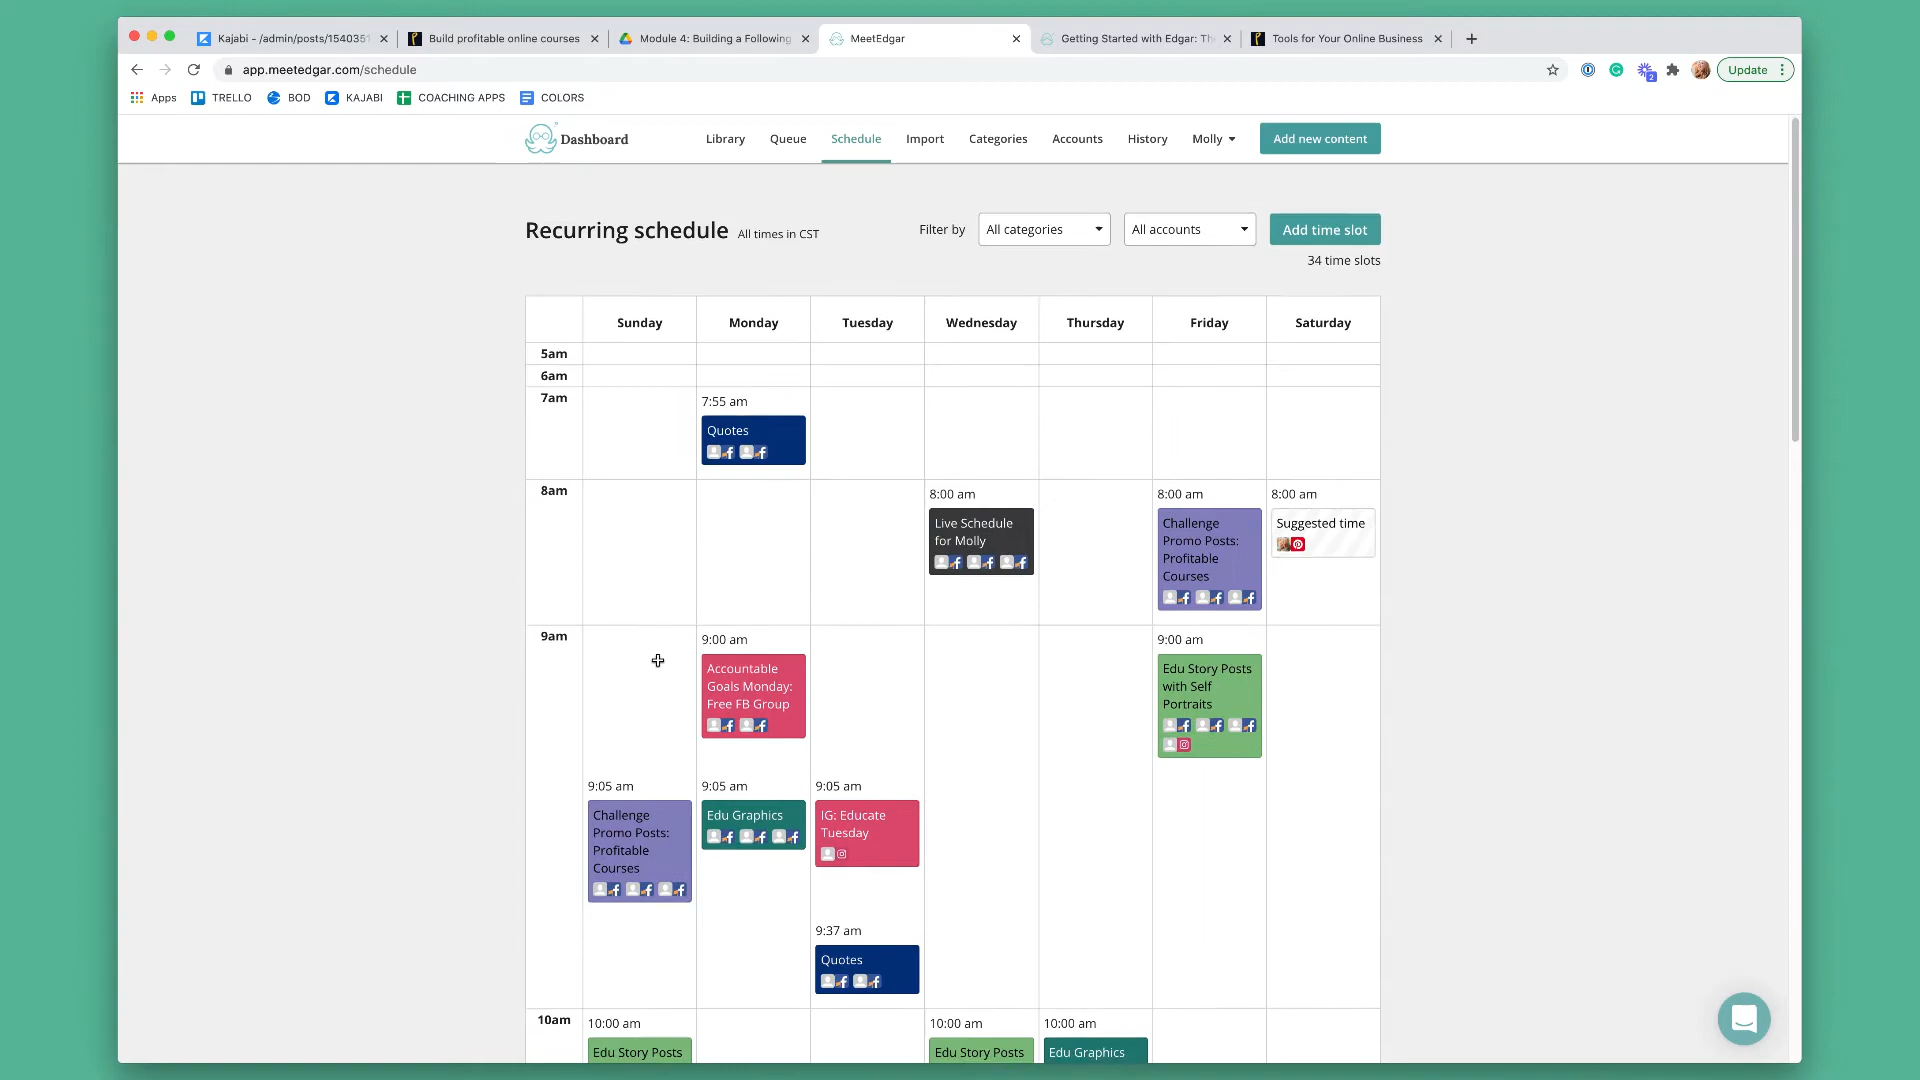 Kajabi - /admin/posts/1540351
Build profitable online courses
Module 4: Building a Following
MeetEdgar
Getting Started with Edgar: Th
Tools for Your Online Business
app.meetedgar.com/schedule
2
Update
Apps
TRELLO
BOD
KAJABI
COACHING APPS
COLORS
Dashboard
Library
Queue
Schedule
Import
Categories
Accounts
History
Molly
Add new content
Recurring schedule
All times in CST
Filter by
All categories
All accounts
Add time slot
34 time slots
Sunday
Monday
Tuesday
Wednesday
Thursday
Friday
Saturday
5am
6am
7am
7:55 am
Quotes
8am
8:00 am
Live Schedule
for Molly
8:00 am
Challenge
Promo Posts:
Profitable
Courses
8:00 am
Suggested time
9am
9:00 am
Accountable
Goals Monday:
Free FB Group
9:00 am
Edu Story Posts
with Self
Portraits
9:05 am
Challenge
Promo Posts:
Profitable
Courses
9:05 am
Edu Graphics
9:05 am
IG: Educate
Tuesday
9:37 am
Quotes
10am
10:00 am
Edu Story Posts
10:00 am
Edu Story Posts
10:00 am
Edu Graphics